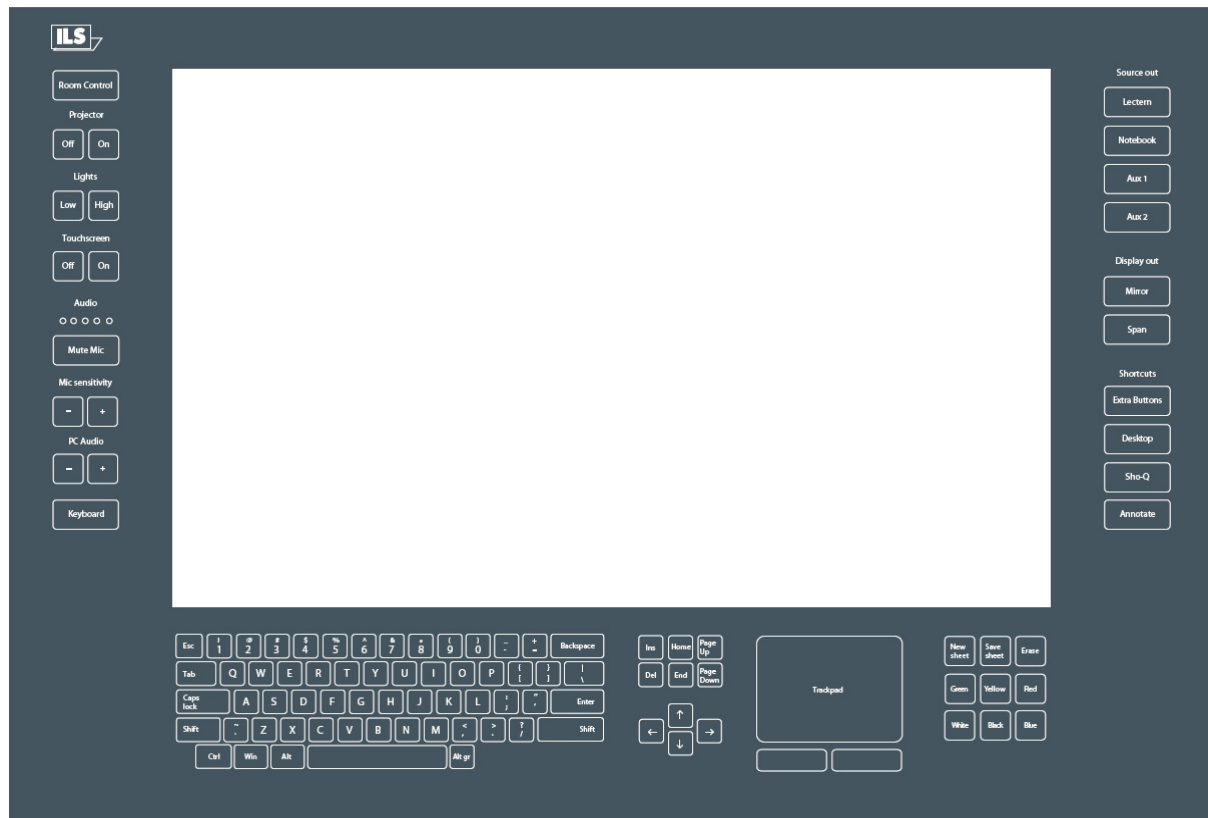 ILS
Room Control
Projector
Off On
Lights
Low High
Touchscreen
Off On
Audio
Mute Mic
Mic sensitivity
- +
PC Audio
- +
Keyboard
Source out
Lectern
Notebook
Aux 1
Aux 2
Display out
Mirror
Span
Shortcuts
Extra Buttons
Desktop
Sho-Q
Annotate
Esc ! 1 @ 2 # 3 $ 4 % 5 ^ 6 & 7 * 8 ( 9 ) 0 - + Backspace
Tab Q W E R T Y U I O P { [ } ] | \
Caps
lock A S D F G H J K L ; " ' Enter
Shift ~ Z X C V B N M < , > . ? / Shift
Ctrl Win Alt Alt gr
Ins Home Page
Up
Del End Page
Down
↑
← ↓ →
Trackpad
New
sheet Save
sheet Erase
Green Yellow Red
White Black Blue